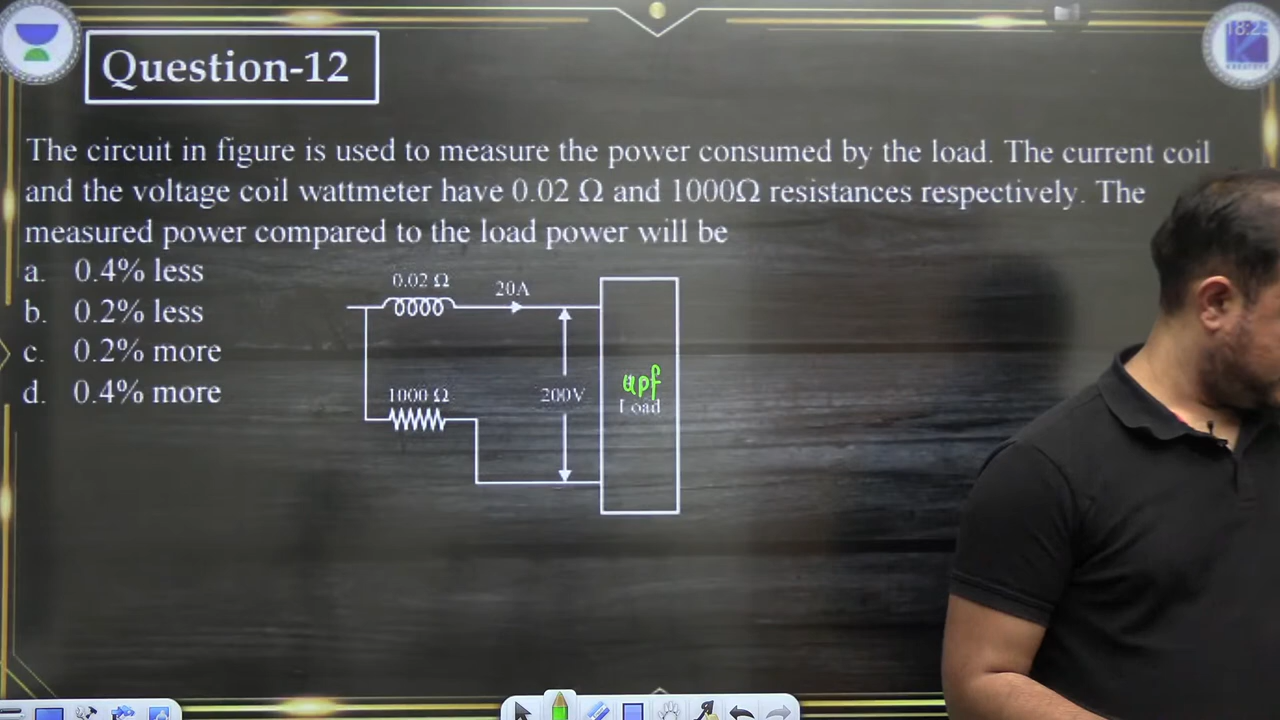 18:23
Question-12
The circuit in figure is used to measure the power consumed by the load. The current coil
and the voltage coil wattmeter have 0.02 Ω and 1000Ω resistances respectively. The
measured power compared to the load power will be
a. 0.4% less
b. 0.2% less
c. 0.2% more
d. 0.4% more
0.02 Ω
20A
1000 Ω
200V
upf
Load